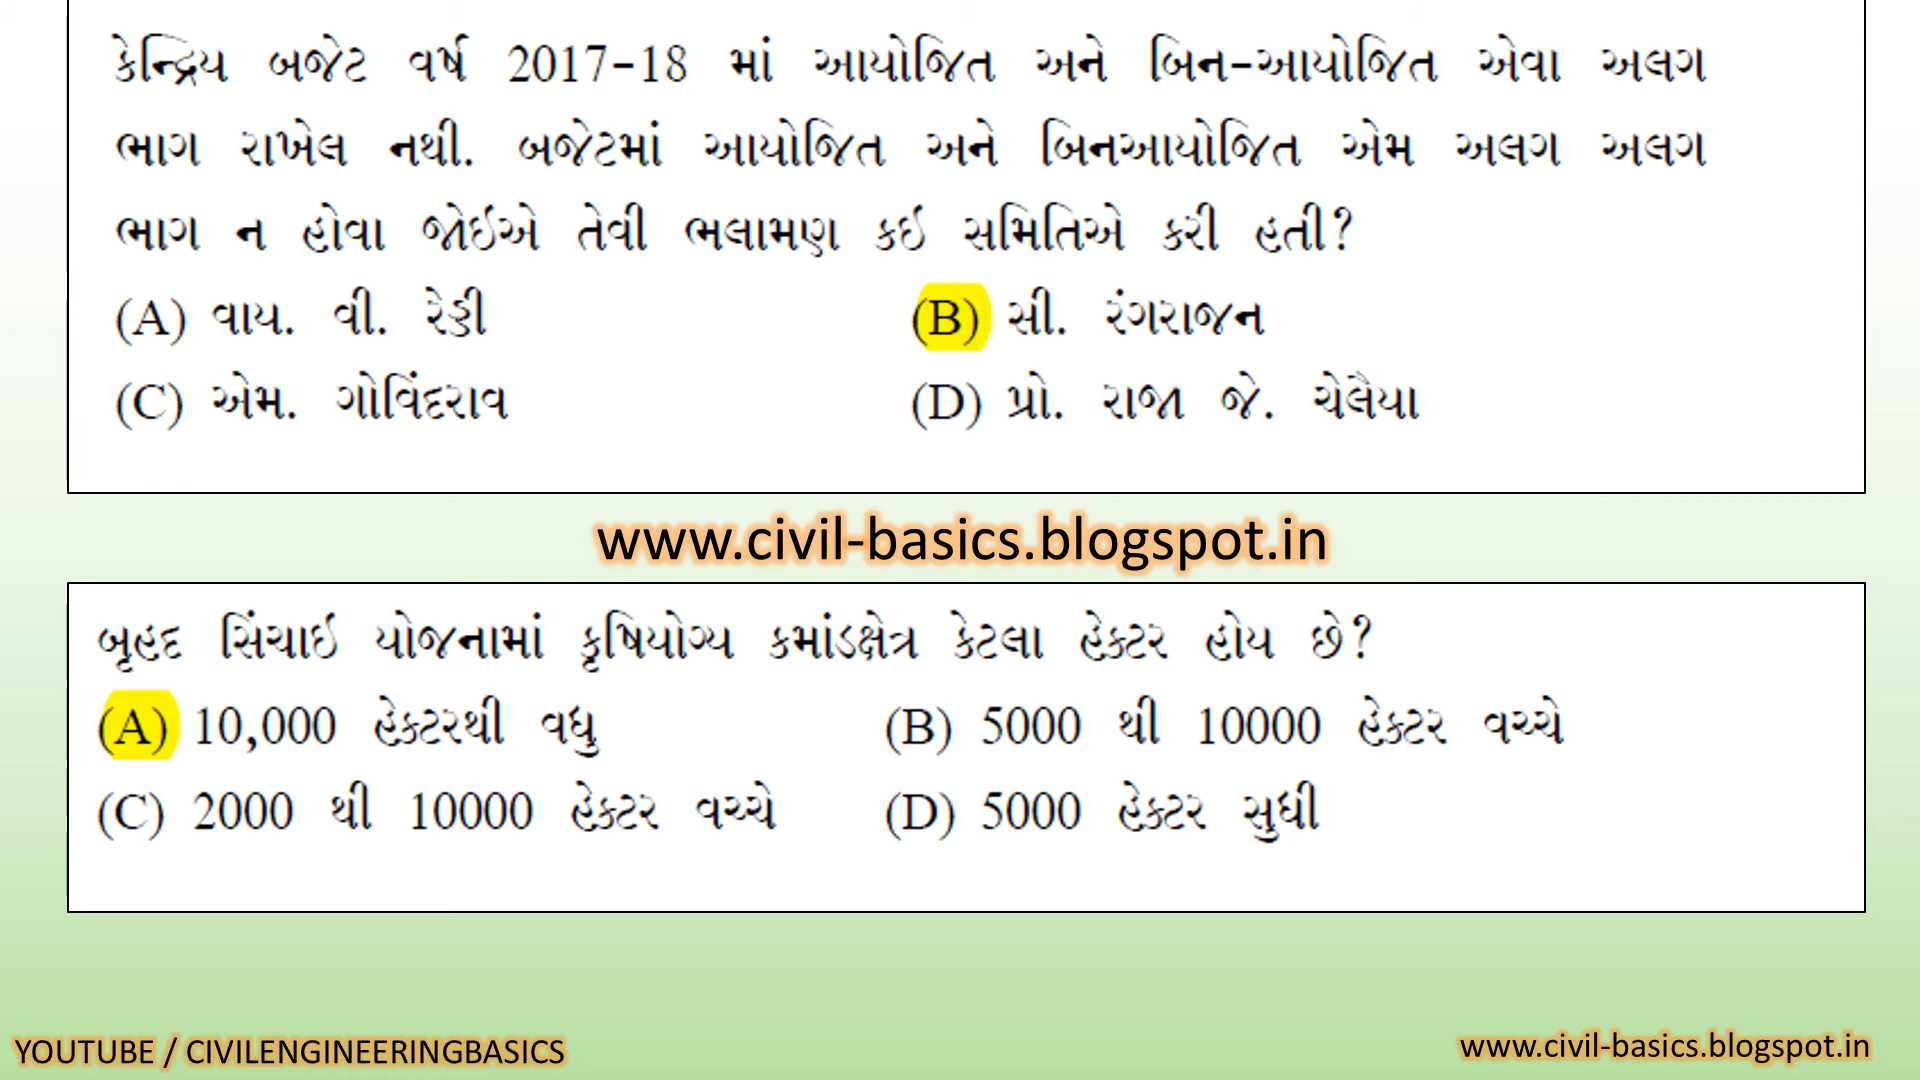 કેન્દ્રિય બજેટ વર્ષ 2017-18 માં આયોજિત અને બિન-આયોજિત એવા અલગ
ભાગ રાખેલ નથી. બજેટમાં આયોજિત અને બિનઆયોજિત એમ અલગ અલગ
ભાગ ન હોવા જોઈએ તેવી ભલામણ કઈ સમિતિએ કરી હતી?
(A) વાય. વી. રેડ્ડી (B) સી. રંગરાજન
(C) એમ. ગોવિંદરાવ (D) પ્રો. રાજા જે. ચેલૈયા
www.civil-basics.blogspot.in
બૃહદ સિંચાઈ યોજનામાં કૃષિયોગ્ય કમાંડક્ષેત્ર કેટલા હેક્ટર હોય છે?
(A) 10,000 હેક્ટરથી વધુ (B) 5000 થી 10000 હેક્ટર વચ્ચે
(C) 2000 થી 10000 હેક્ટર વચ્ચે (D) 5000 હેક્ટર સુધી
YOUTUBE / CIVILENGINEERINGBASICS www.civil-basics.blogspot.in